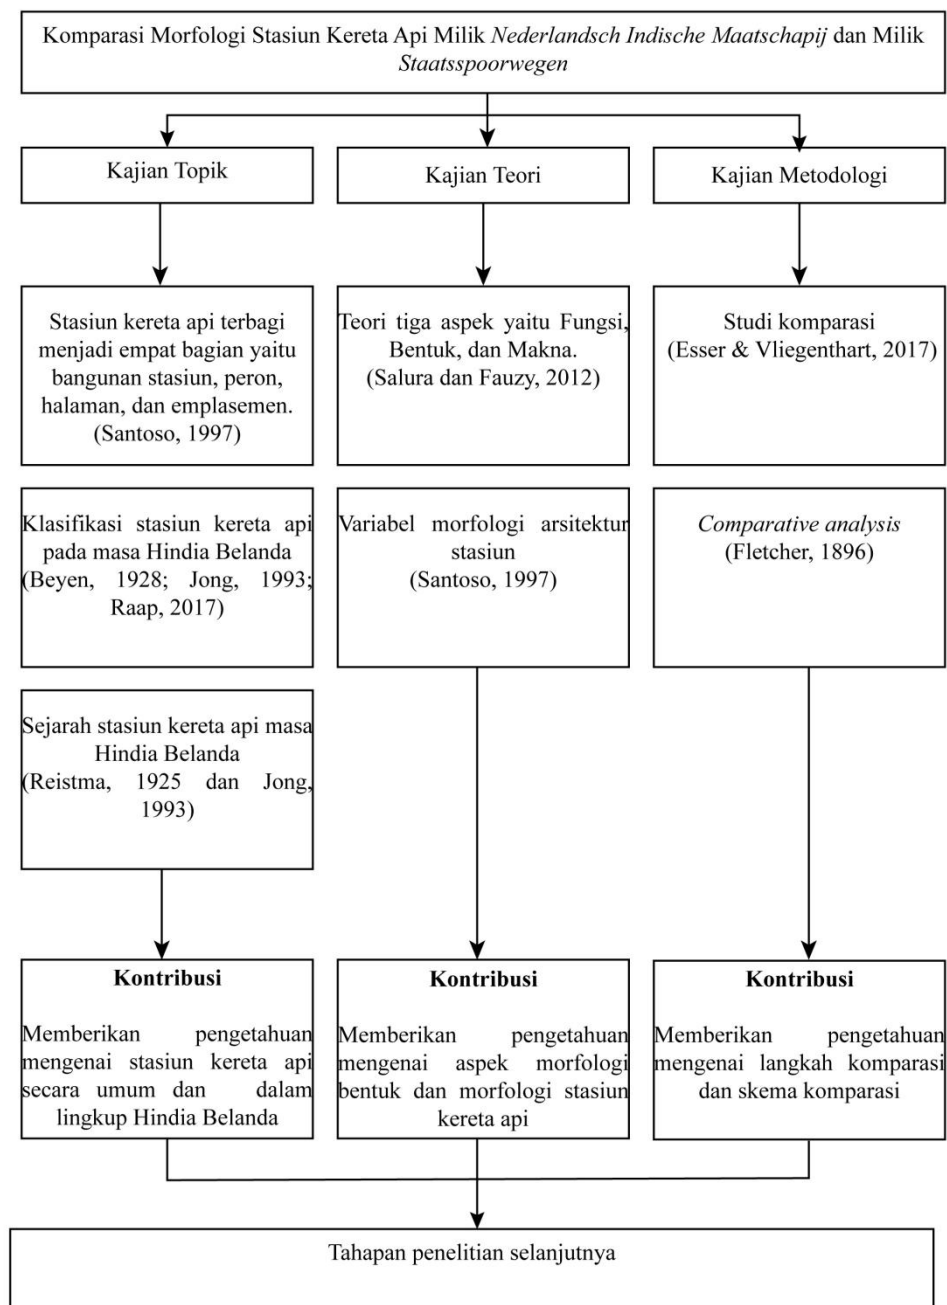 Komparasi Morfologi Stasiun Kereta Api Milik Nederlandsch Indische Maatschapij dan Milik
Staatsspoorwegen
Kajian Topik
Kajian Teori
Kajian Metodologi
Stasiun kereta api terbagi
menjadi empat bagian yaitu
bangunan stasiun, peron,
halaman, dan emplasemen.
(Santoso, 1997)
Teori tiga aspek yaitu Fungsi,
Bentuk, dan Makna.
(Salura dan Fauzy, 2012)
Studi komparasi
(Esser & Vliegenthart, 2017)
Klasifikasi stasiun kereta api
pada masa Hindia Belanda
(Beyen, 1928; Jong, 1993;
Raap, 2017)
Variabel morfologi arsitektur
stasiun
(Santoso, 1997)
Comparative analysis
(Fletcher, 1896)
Sejarah stasiun kereta api masa
Hindia Belanda
(Reistma, 1925 dan Jong,
1993)
Kontribusi
Memberikan pengetahuan
mengenai stasiun kereta api
secara umum dan dalam
lingkup Hindia Belanda
Kontribusi
Memberikan pengetahuan
mengenai aspek morfologi
bentuk dan morfologi stasiun
kereta api
Kontribusi
Memberikan pengetahuan
mengenai langkah komparasi
dan skema komparasi
Tahapan penelitian selanjutnya